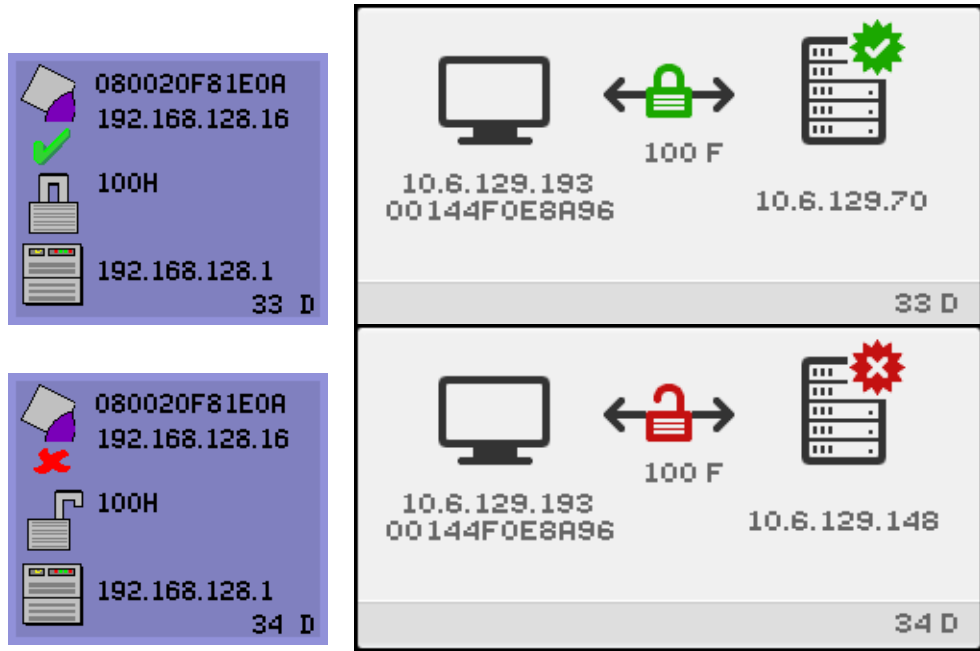 080020F81E0A
192.168.128.16
100H
192.168.128.1
33 D
100 F
10.6.129.193
00144F0E8A96
10.6.129.70
33 D
080020F81E0A
192.168.128.16
100H
192.168.128.1
34 D
100 F
10.6.129.193
00144F0E8A96
10.6.129.148
34 D